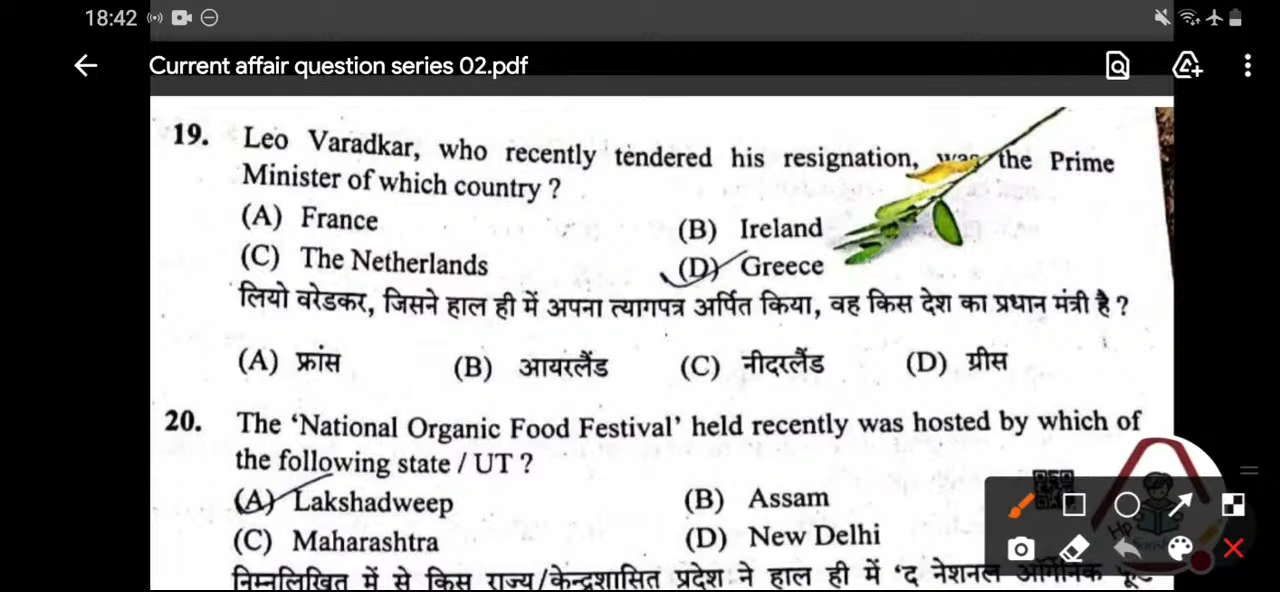 18:42
Current affair question series 02.pdf
19. Leo Varadkar, who recently tendered his resignation, was the Prime
Minister of which country ?
(A) France
(B) Ireland
(C) The Netherlands
(D) Greece
लियो वरेडकर, जिसने हाल ही में अपना त्यागपत्र अर्पित किया, वह किस देश का प्रधान मंत्री है ?
(A) फ्रांस (B) आयरलैंड (C) नीदरलैंड (D) ग्रीस
20. The ‘National Organic Food Festival’ held recently was hosted by which of
the following state / UT ?
(A) Lakshadweep
(B) Assam
(C) Maharashtra
(D) New Delhi
निम्नलिखित में से किस राज्य/केन्द्रशासित प्रदेश ने हाल ही में ‘द नेशनल ऑर्गेनिक फूड